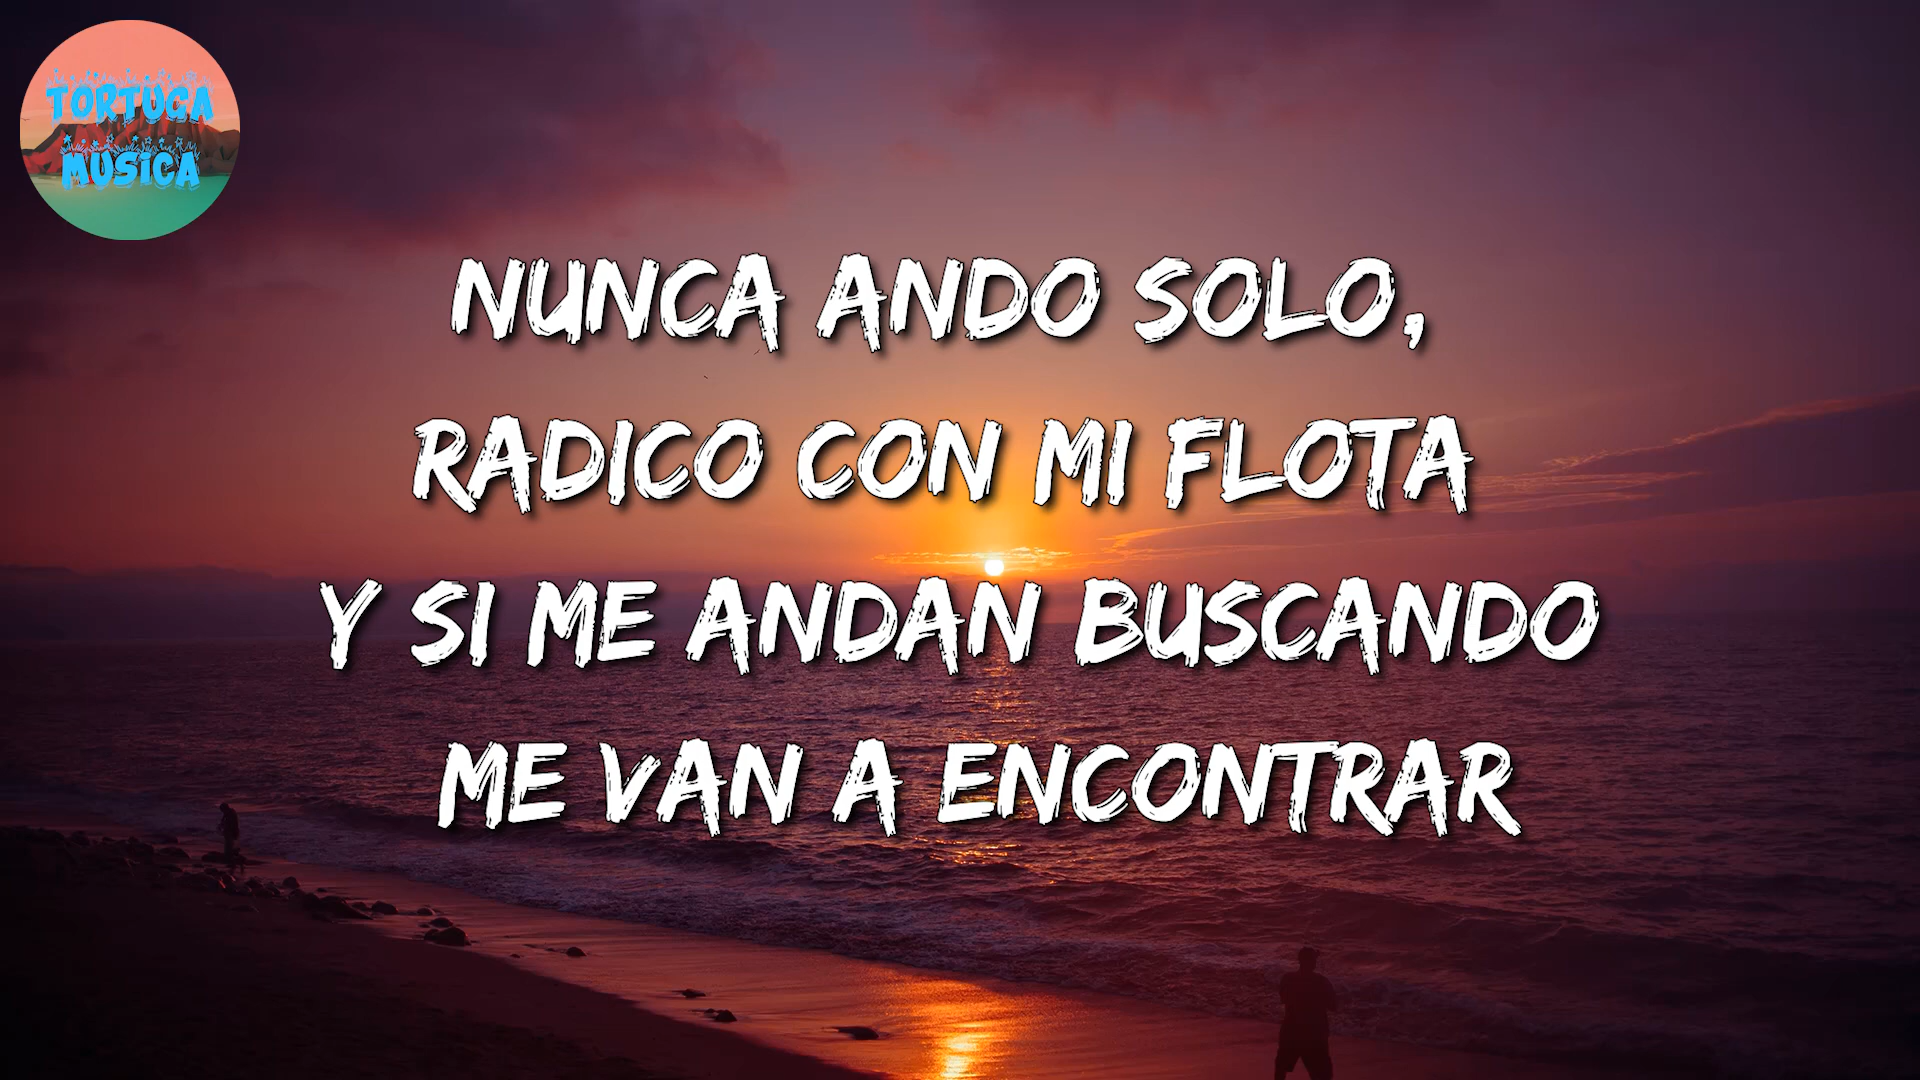 TORTUGA
MUSICA
NUNCA ANDO SOLO,
RADICO CON MI FLOTA
Y SI ME ANDAN BUSCANDO
ME VAN A ENCONTRAR